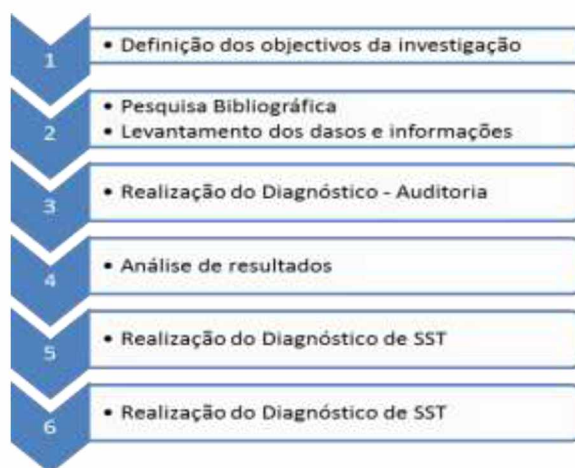 1
• Definição dos objectivos da investigação
2
• Pesquisa Bibliográfica
• Levantamento dos dasos e informações
3
• Realização do Diagnóstico - Auditoria
4
• Análise de resultados
5
• Realização do Diagnóstico de SST
6
• Realização do Diagnóstico de SST